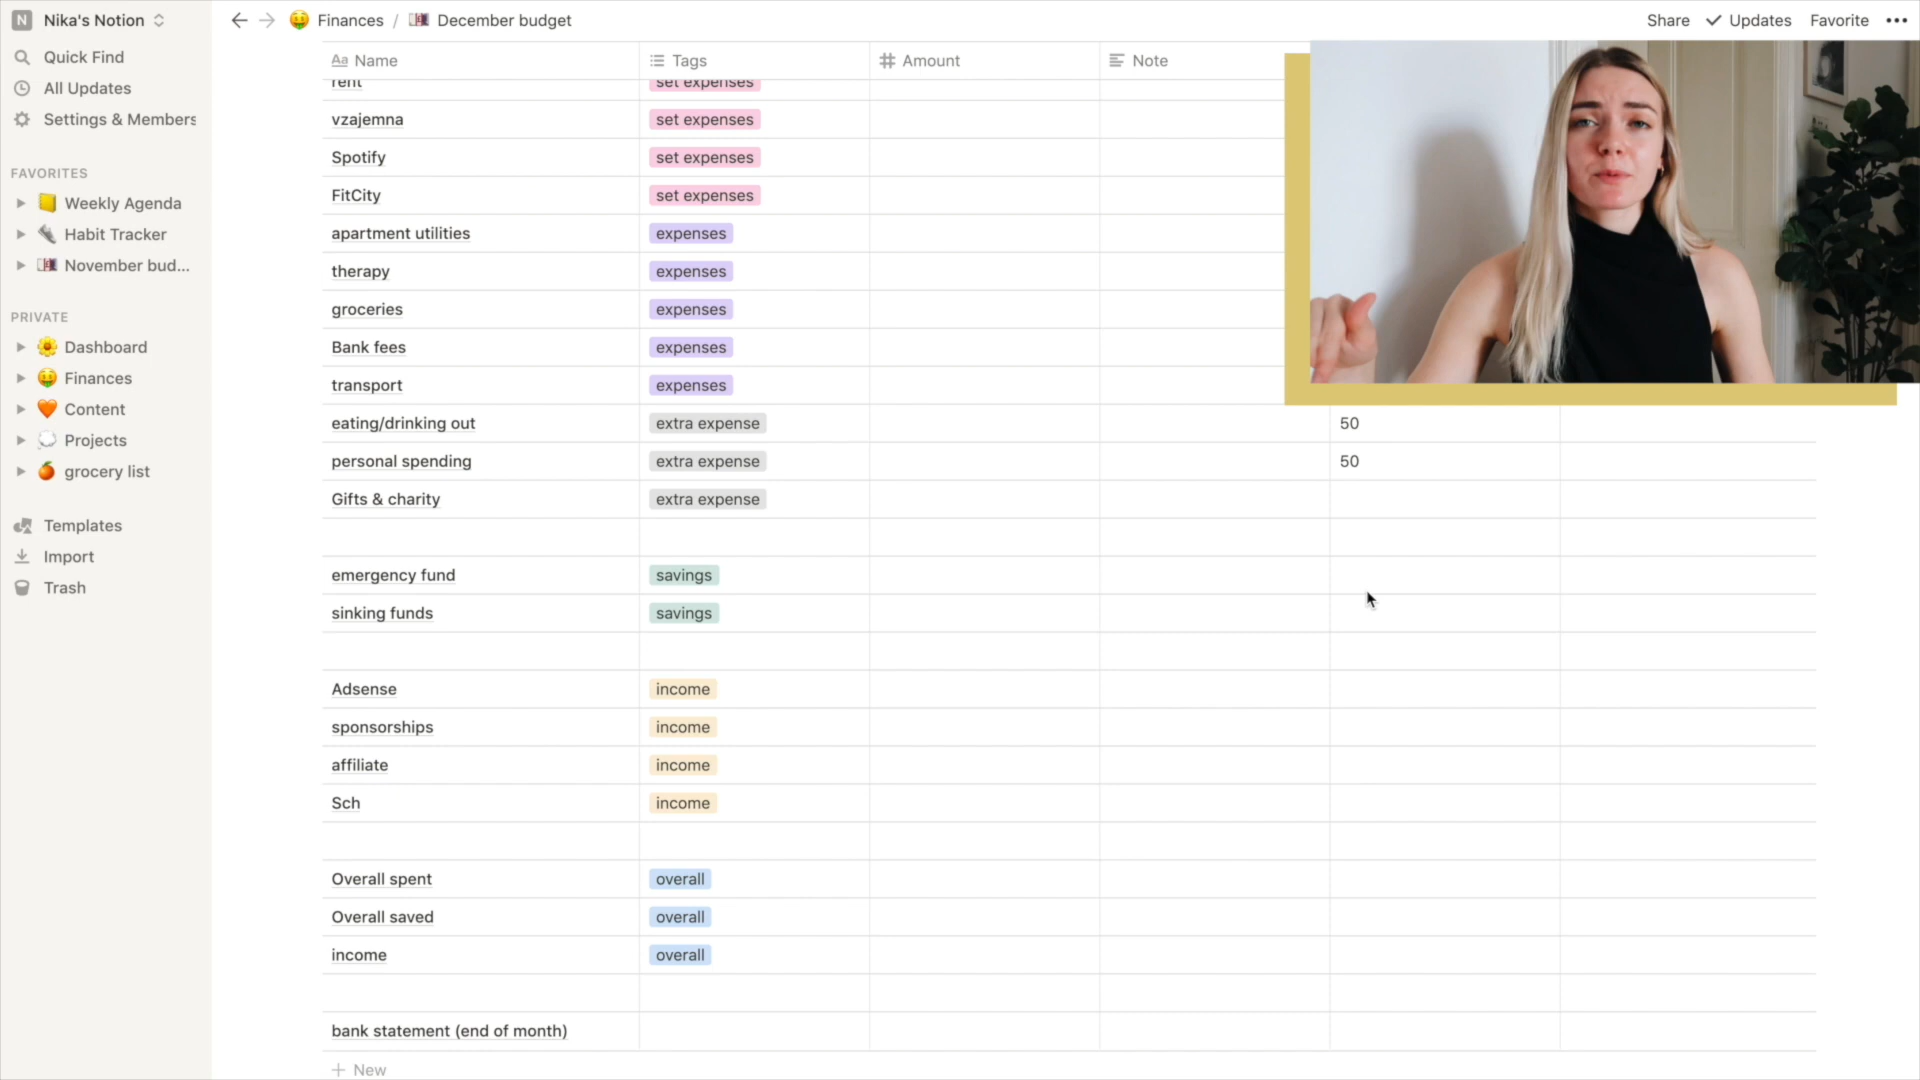 N Nika's Notion
Finances / December budget
Share Updates Favorite
Quick Find
All Updates
Settings & Members
FAVORITES
Weekly Agenda
Habit Tracker
November bud...
PRIVATE
Dashboard
Finances
Content
Projects
grocery list
Templates
Import
Trash
Aa Name Tags Amount Note
rent set expenses
vzajemna set expenses
Spotify set expenses
FitCity set expenses
apartment utilities expenses
therapy expenses
groceries expenses
Bank fees expenses
transport expenses
eating/drinking out extra expense 50
personal spending extra expense 50
Gifts & charity extra expense
emergency fund savings
sinking funds savings
Adsense income
sponsorships income
affiliate income
Sch income
Overall spent overall
Overall saved overall
income overall
bank statement (end of month)
+ New